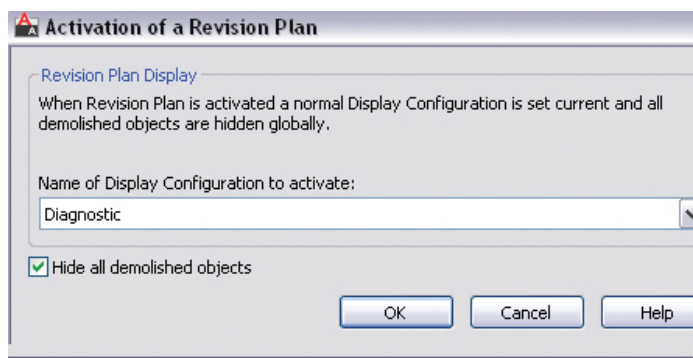 Activation of a Revision Plan
Revision Plan Display
When Revision Plan is activated a normal Display Configuration is set current and all
demolished objects are hidden globally.
Name of Display Configuration to activate:
Diagnostic
Hide all demolished objects
OK Cancel Help